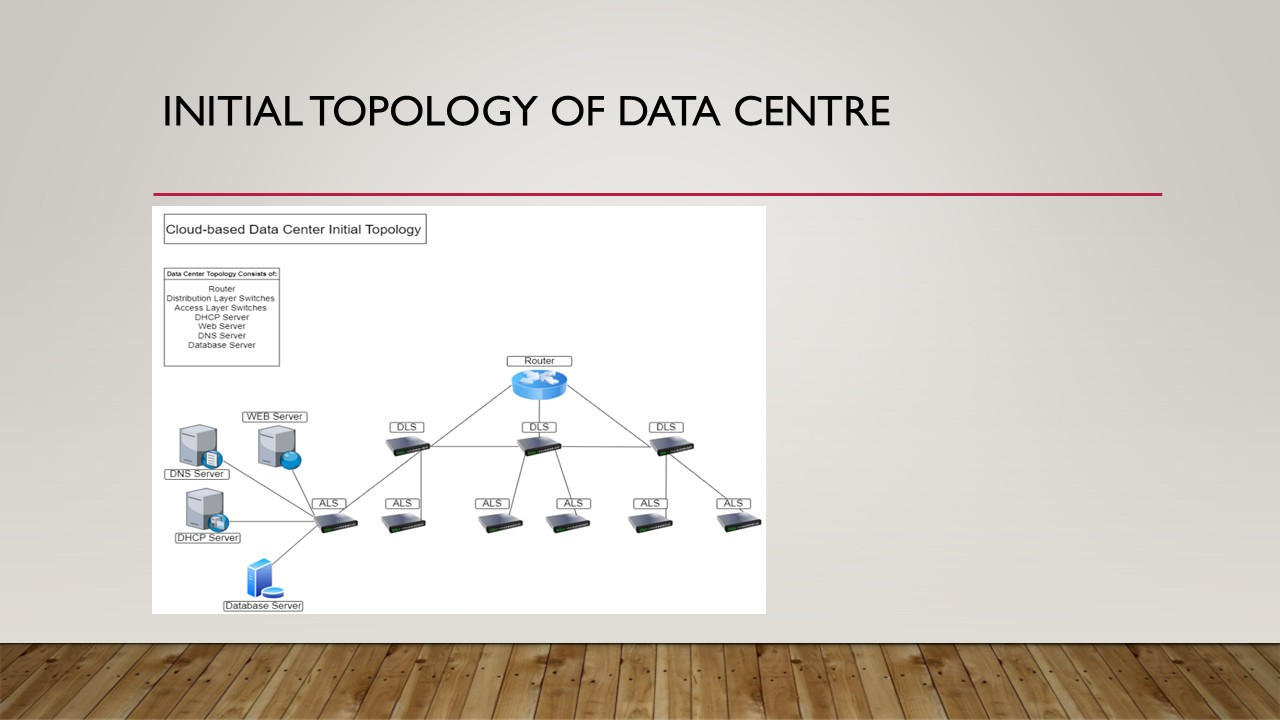 INITIAL TOPOLOGY OF DATA CENTRE
Cloud-based Data Center Initial Topology
Data Center Topology Consists of:
Router
Distribution Layer Switches
Access Layer Switches
DHCP Server
Web Server
DNS Server
Database Server
Router
WEB Server
DLS
DLS
DLS
DNS Server
ALS
ALS
ALS
ALS
ALS
ALS
DHCP Server
Database Server